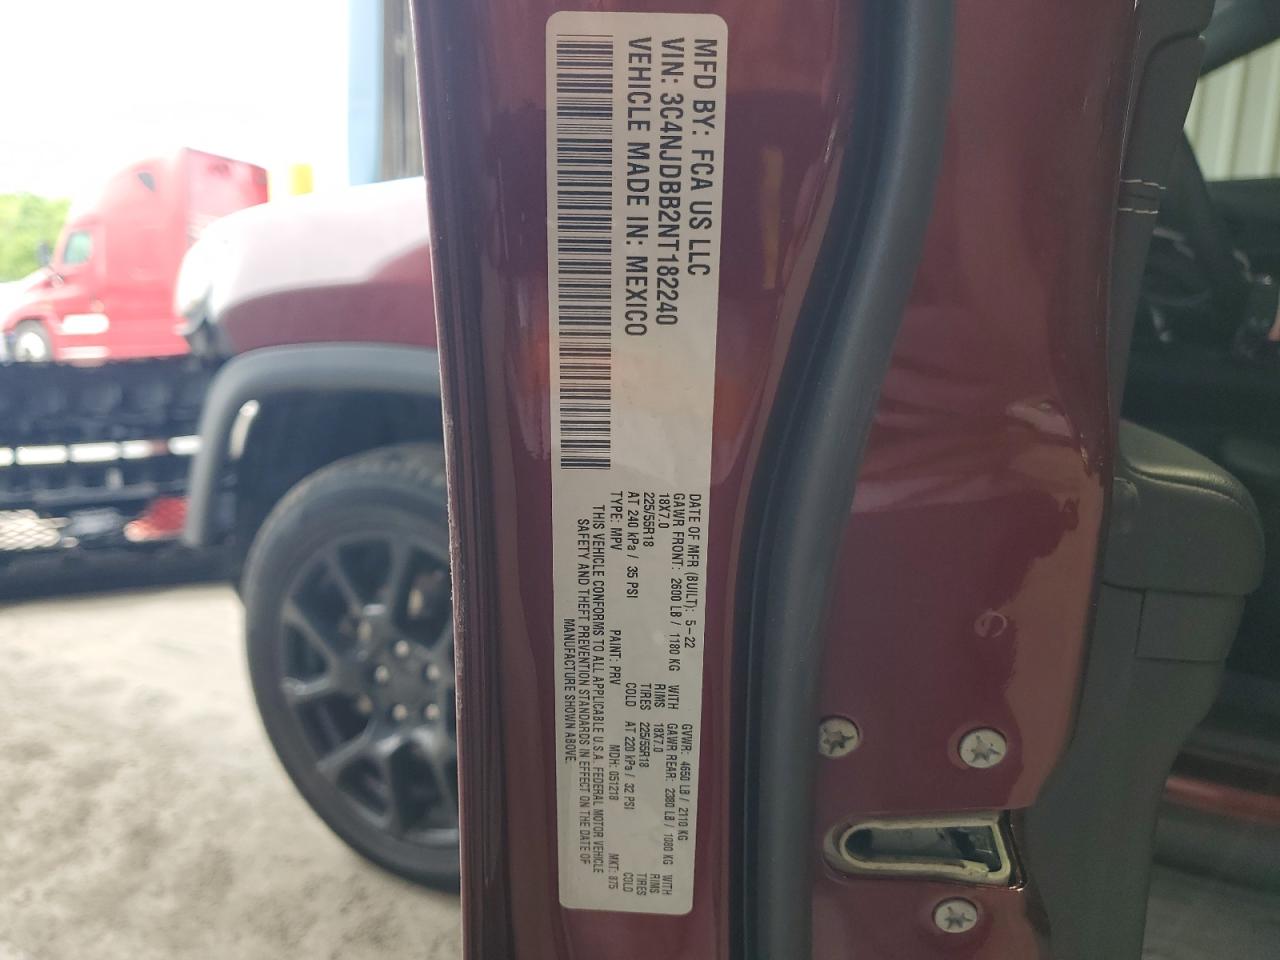 MFD BY: FCA US LLC
VIN: 3C4NJDBB2NT182240
VEHICLE MADE IN: MEXICO
DATE OF MFR (BUILT): 5-22 GVWR: 4650 LB / 2110 KG
GAWR FRONT: 2600 LB / 1180 KG WITH GAWR REAR: 2380 LB / 1080 KG WITH
18X7.0 RIMS 18X7.0 RIMS
225/55R18 TIRES 225/55R18 TIRES
AT 240 kPa / 35 PSI COLD AT 220 kPa / 32 PSI COLD
TYPE: MPV PAINT: PRV MDH: 051218 MKT: 875
THIS VEHICLE CONFORMS TO ALL APPLICABLE U.S.A. FEDERAL MOTOR VEHICLE
SAFETY AND THEFT PREVENTION STANDARDS IN EFFECT ON THE DATE OF
MANUFACTURE SHOWN ABOVE.